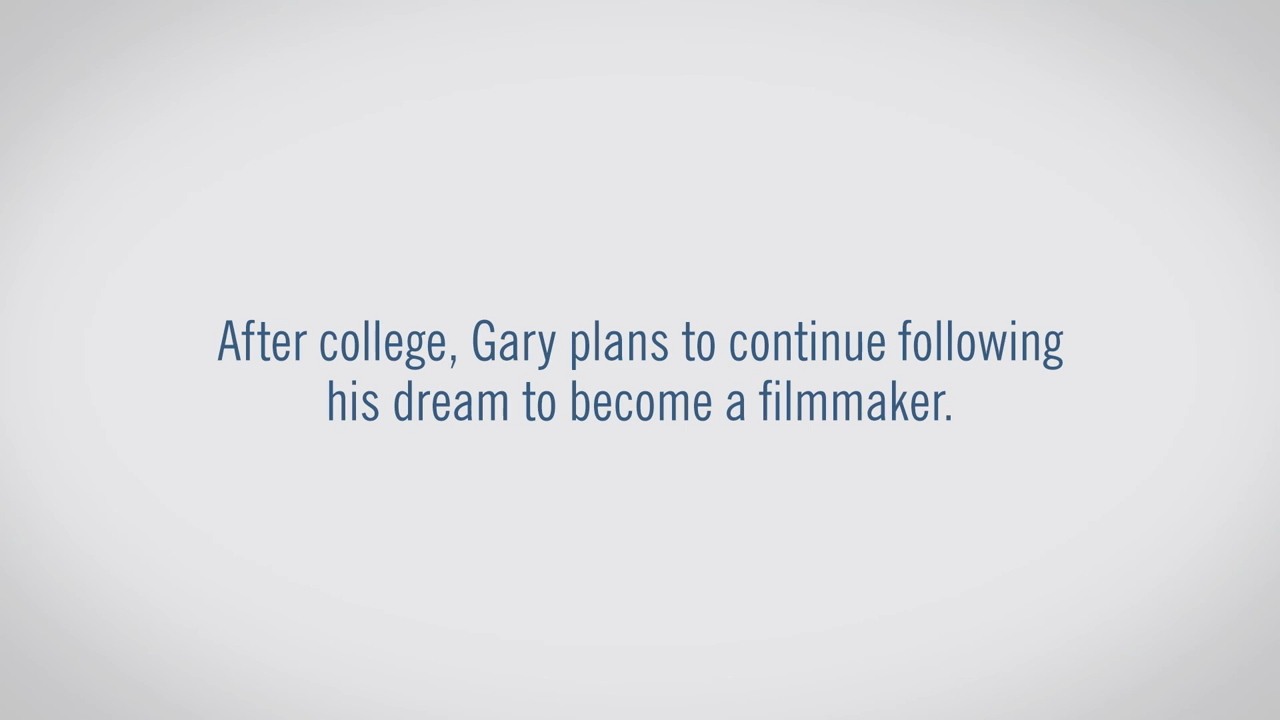 After college, Gary plans to continue following
his dream to become a filmmaker.